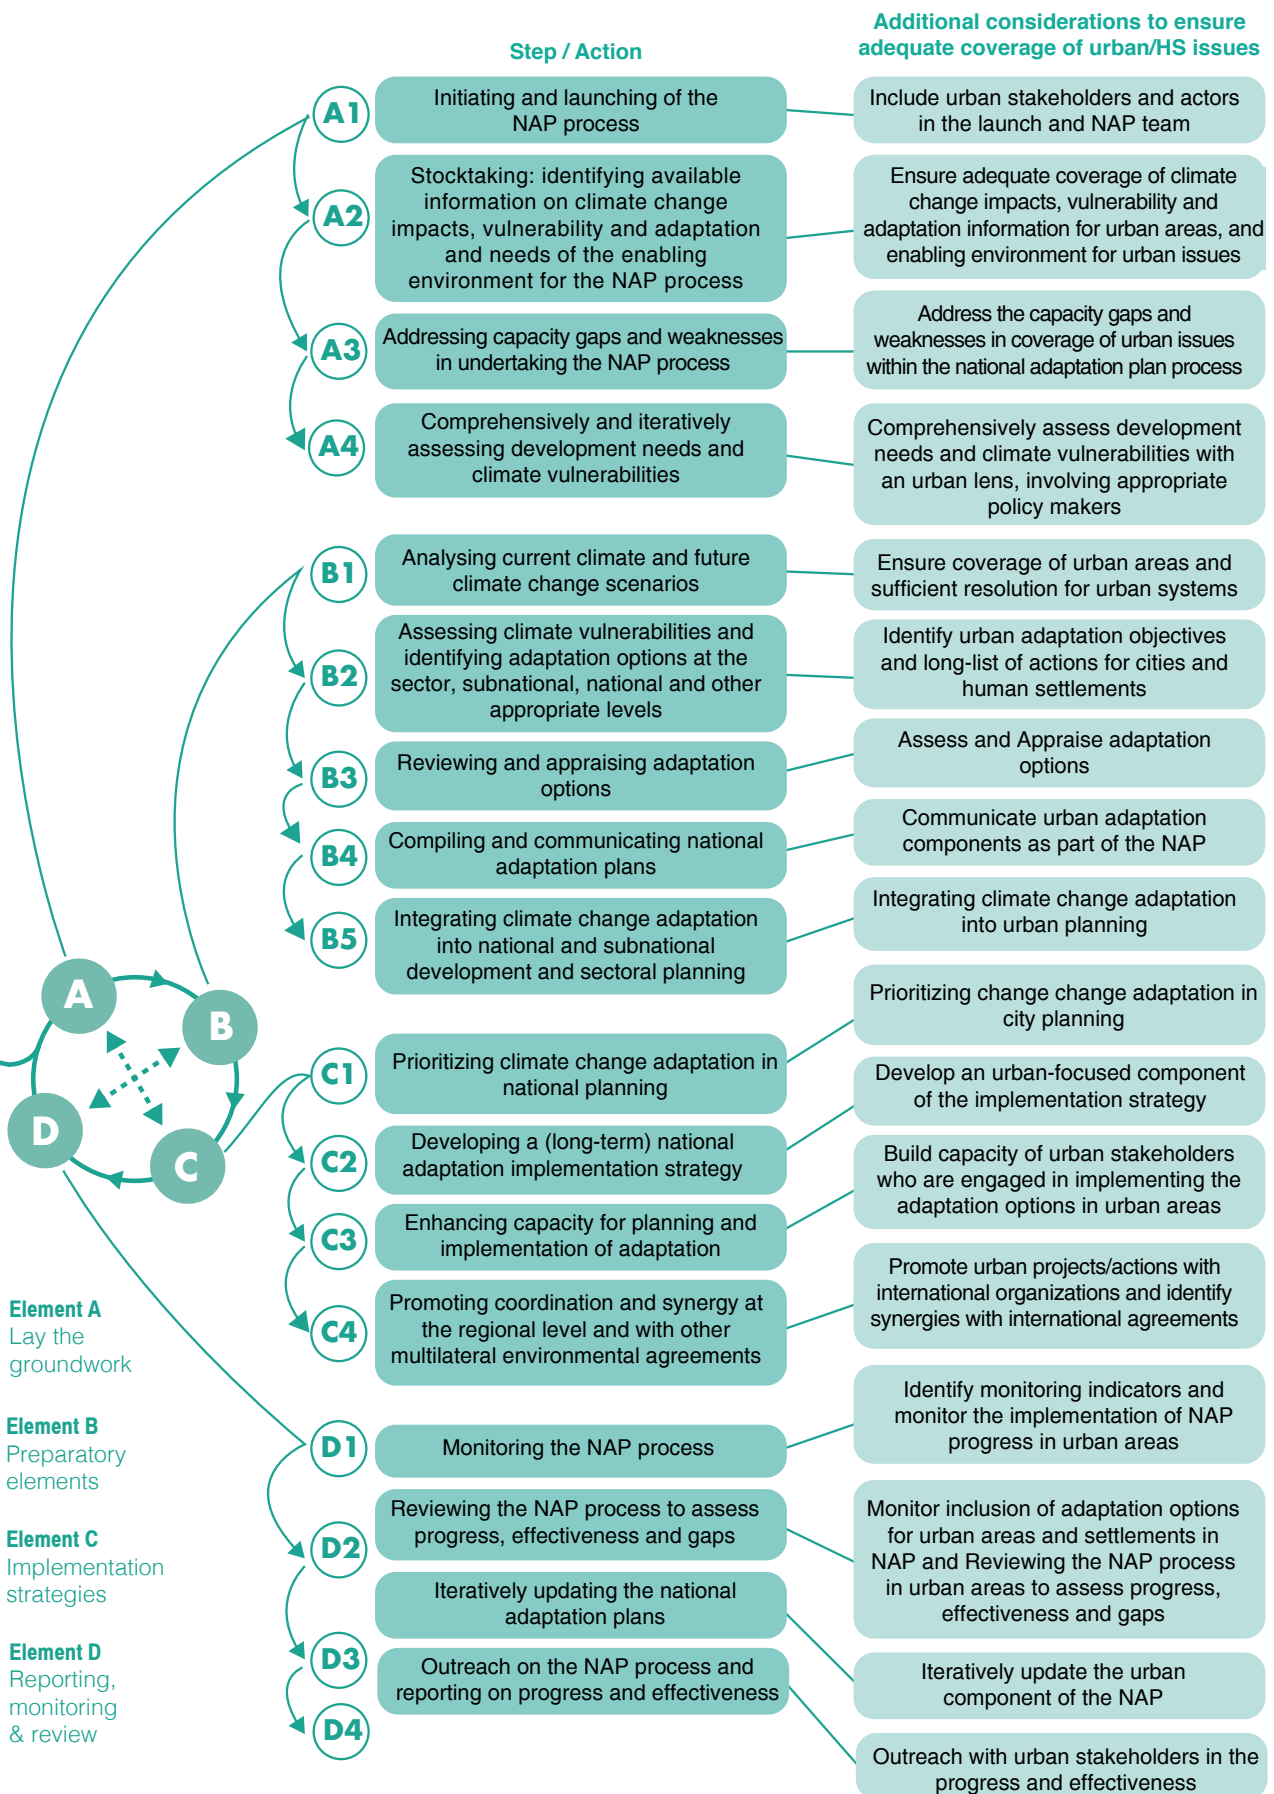 Step / Action
Additional considerations to ensure
adequate coverage of urban/HS issues
A1
Initiating and launching of the
NAP process
Include urban stakeholders and actors
in the launch and NAP team
A2
Stocktaking: identifying available
information on climate change
impacts, vulnerability and adaptation
and needs of the enabling
environment for the NAP process
Ensure adequate coverage of climate
change impacts, vulnerability and
adaptation information for urban areas, and
enabling environment for urban issues
A3
Addressing capacity gaps and weaknesses
in undertaking the NAP process
Address the capacity gaps and
weaknesses in coverage of urban issues
within the national adaptation plan process
A4
Comprehensively and iteratively
assessing development needs and
climate vulnerabilities
Comprehensively assess development
needs and climate vulnerabilities with
an urban lens, involving appropriate
policy makers
B1
Analysing current climate and future
climate change scenarios
Ensure coverage of urban areas and
sufficient resolution for urban systems
B2
Assessing climate vulnerabilities and
identifying adaptation options at the
sector, subnational, national and other
appropriate levels
Identify urban adaptation objectives
and long-list of actions for cities and
human settlements
B3
Reviewing and appraising adaptation
options
Assess and Appraise adaptation
options
B4
Compiling and communicating national
adaptation plans
Communicate urban adaptation
components as part of the NAP
B5
Integrating climate change adaptation
into national and subnational
development and sectoral planning
Integrating climate change adaptation
into urban planning
C1
Prioritizing climate change adaptation in
national planning
Prioritizing change change adaptation in
city planning
C2
Developing a (long-term) national
adaptation implementation strategy
Develop an urban-focused component
of the implementation strategy
C3
Enhancing capacity for planning and
implementation of adaptation
Build capacity of urban stakeholders
who are engaged in implementing the
adaptation options in urban areas
C4
Promoting coordination and synergy at
the regional level and with other
multilateral environmental agreements
Promote urban projects/actions with
international organizations and identify
synergies with international agreements
D1
Monitoring the NAP process
Identify monitoring indicators and
monitor the implementation of NAP
progress in urban areas
D2
Reviewing the NAP process to assess
progress, effectiveness and gaps
Monitor inclusion of adaptation options
for urban areas and settlements in
NAP and Reviewing the NAP process
in urban areas to assess progress,
effectiveness and gaps
D3
Iteratively updating the national
adaptation plans
Iteratively update the urban
component of the NAP
D4
Outreach on the NAP process and
reporting on progress and effectiveness
Outreach with urban stakeholders in the
progress and effectiveness
A
B
C
D
Element A
Lay the
groundwork
Element B
Preparatory
elements
Element C
Implementation
strategies
Element D
Reporting,
monitoring
& review